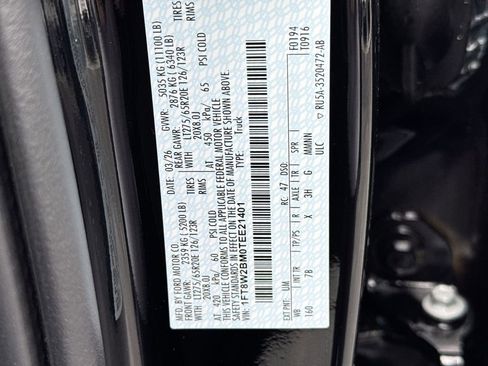 MFD. BY FORD MOTOR CO.
DATE: 03/26 GVWR: 5035 KG (11100 LB)
FRONT GAWR: 2359 KG (5200 LB) REAR GAWR: 2876 KG (6340 LB)
LT275/65R20E 126/123R TIRES LT275/65R20E 126/123R TIRES
20X8.0J RIMS 20X8.0J RIMS
AT 420 kPa/ 60 PSI COLD AT 450 kPa/ 65 PSI COLD
THIS VEHICLE CONFORMS TO ALL APPLICABLE FEDERAL MOTOR VEHICLE
SAFETY STANDARDS IN EFFECT ON THE DATE OF MANUFACTURE SHOWN ABOVE.
VIN: 1FT8W2BM0TEE21401 TYPE: Truck
F0194
T0916
EXT PNT: UM RC: 47 DSO:
WB INT TR TP/PS R AXLE TR SPR
160 7B X 3H G MMNNN
ULC
RU5A-3520472-AB